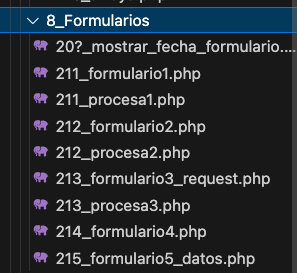 8_Formularios
20?_mostrar_fecha_formulario....
211_formulario1.php
211_procesa1.php
212_formulario2.php
212_procesa2.php
213_formulario3_request.php
213_procesa3.php
214_formulario4.php
215_formulario5_datos.php